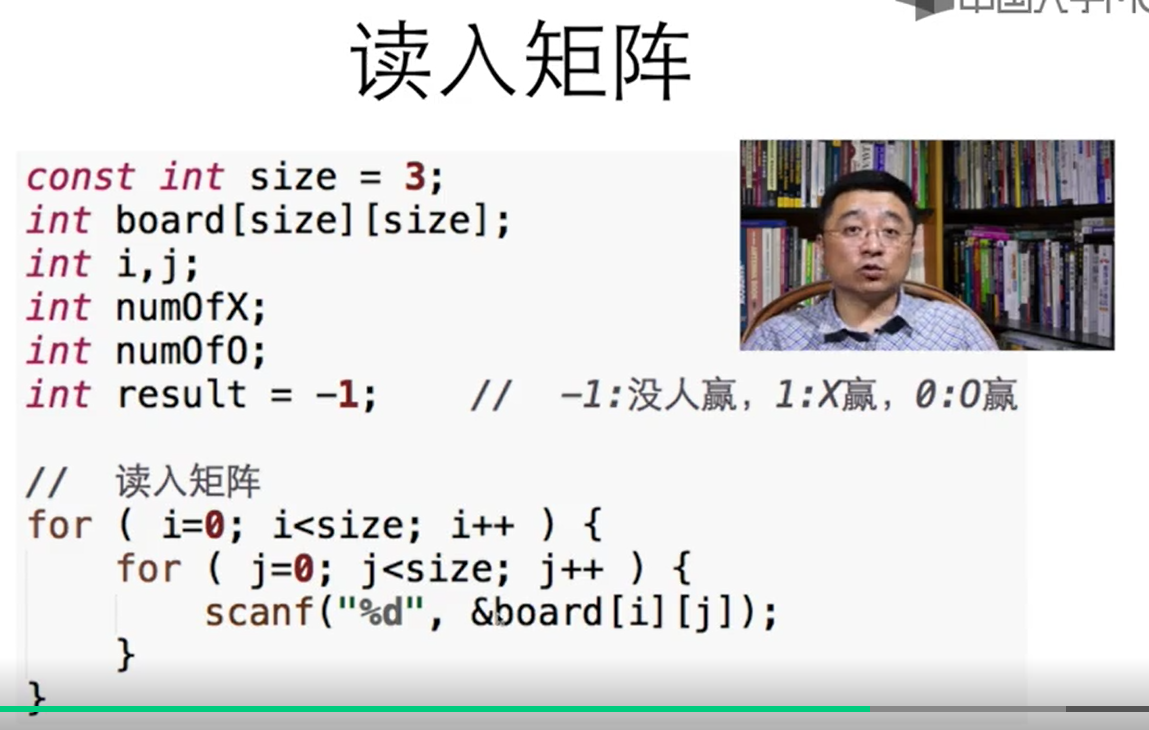 读入矩阵
const int size = 3;
int board[size][size];
int i,j;
int numOfX;
int numOfO;
int result = -1;    //  -1:没人赢，1:X赢，0:O赢
//  读入矩阵
for ( i=0; i<size; i++ ) {
for ( j=0; j<size; j++ ) {
scanf("%d", &board[i][j]);
}
}